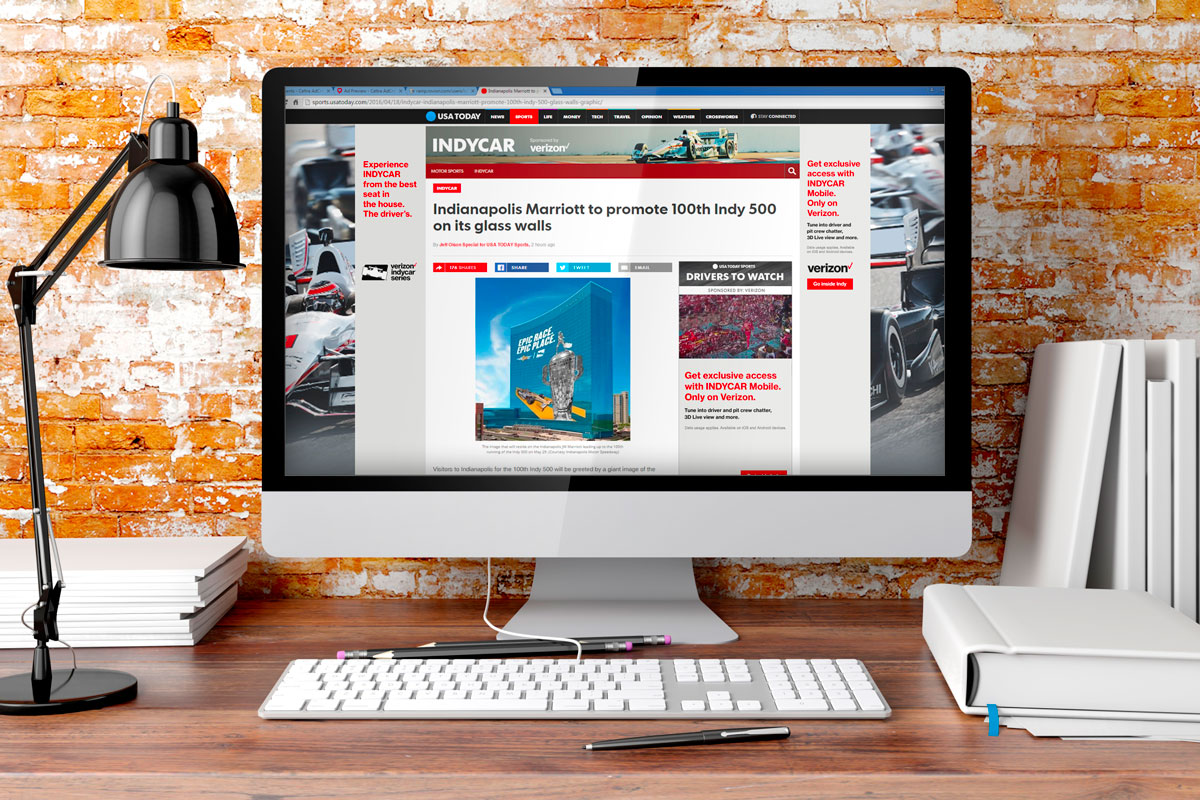 Indianapolis Marriott to
sports.usatoday.com/2016/04/18/indycar-indianapolis-marriott-promote-100th-indy-500-glass-walls-graphic/
USA TODAY NEWS SPORTS LIFE MONEY TECH TRAVEL OPINION WEATHER CROSSWORDS STAY CONNECTED
INDYCAR
Sponsored by
verizon
MOTOR SPORTS INDYCAR
INDYCAR
Indianapolis Marriott to promote 100th Indy 500
on its glass walls
By Jeff Olson Special for USA TODAY Sports, 2 hours ago
178 SHARES SHARE TWEET EMAIL
EPIC RACE.
EPIC PLACE.
The image that will reside on the Indianapolis JW Marriott leading up to the 100th
running of the Indy 500 on May 29. (Courtesy Indianapolis Motor Speedway)
Visitors to Indianapolis for the 100th Indy 500 will be greeted by a giant image of the
Experience
INDYCAR
from the best
seat in
the house.
The driver's.
verizon
indycar
series
USA TODAY SPORTS
DRIVERS TO WATCH
SPONSORED BY VERIZON
Get exclusive access
with INDYCAR Mobile.
Only on Verizon.
Tune into driver and pit crew chatter,
3D Live view and more.
Data usage applies. Available on iOS and Android devices.
Get exclusive
access with
INDYCAR
Mobile.
Only on
Verizon.
Tune into driver and
pit crew chatter,
3D Live view and more.
Data usage applies. Available
on iOS and Android devices.
verizon
Go inside Indy